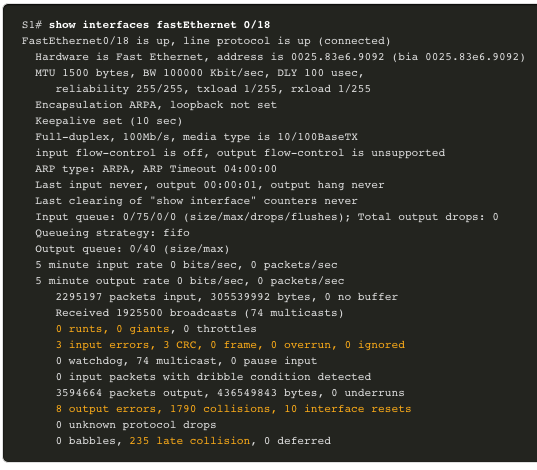 S1# show interfaces fastEthernet 0/18
FastEthernet0/18 is up, line protocol is up (connected)
Hardware is Fast Ethernet, address is 0025.83e6.9092 (bia 0025.83e6.9092)
MTU 1500 bytes, BW 100000 Kbit/sec, DLY 100 usec,
reliability 255/255, txload 1/255, rxload 1/255
Encapsulation ARPA, loopback not set
Keepalive set (10 sec)
Full-duplex, 100Mb/s, media type is 10/100BaseTX
input flow-control is off, output flow-control is unsupported
ARP type: ARPA, ARP Timeout 04:00:00
Last input never, output 00:00:01, output hang never
Last clearing of "show interface" counters never
Input queue: 0/75/0/0 (size/max/drops/flushes); Total output drops: 0
Queueing strategy: fifo
Output queue: 0/40 (size/max)
5 minute input rate 0 bits/sec, 0 packets/sec
5 minute output rate 0 bits/sec, 0 packets/sec
2295197 packets input, 305539992 bytes, 0 no buffer
Received 1925500 broadcasts (74 multicasts)
0 runts, 0 giants, 0 throttles
3 input errors, 3 CRC, 0 frame, 0 overrun, 0 ignored
0 watchdog, 74 multicast, 0 pause input
0 input packets with dribble condition detected
3594664 packets output, 436549843 bytes, 0 underruns
8 output errors, 1790 collisions, 10 interface resets
0 unknown protocol drops
0 babbles, 235 late collision, 0 deferred